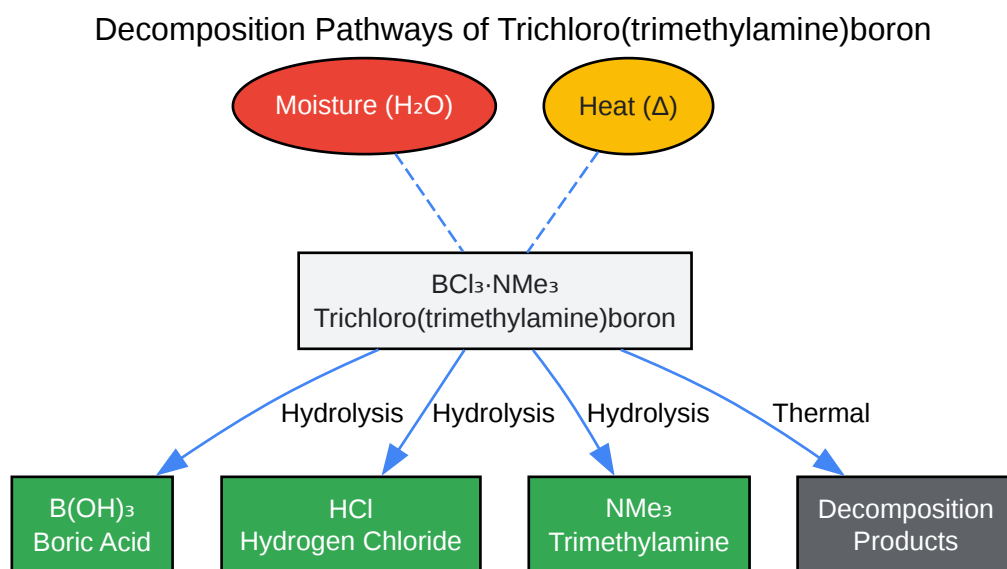 Decomposition Pathways of Trichloro(trimethylamine)boron
Moisture (H₂O)
Heat (Δ)
BCl₃·NMe₃
Trichloro(trimethylamine)boron
Hydrolysis
Hydrolysis
Hydrolysis
Thermal
B(OH)₃
Boric Acid
HCl
Hydrogen Chloride
NMe₃
Trimethylamine
Decomposition
Products